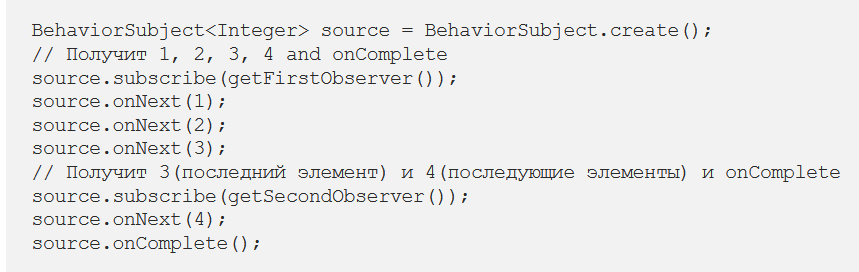 BehaviorSubject<Integer> source = BehaviorSubject.create();
// Получит 1, 2, 3, 4 and onComplete
source.subscribe(getFirstObserver());
source.onNext(1);
source.onNext(2);
source.onNext(3);
// Получит 3(последний элемент) и 4(последующие элементы) и onComplete
source.subscribe(getSecondObserver());
source.onNext(4);
source.onComplete();